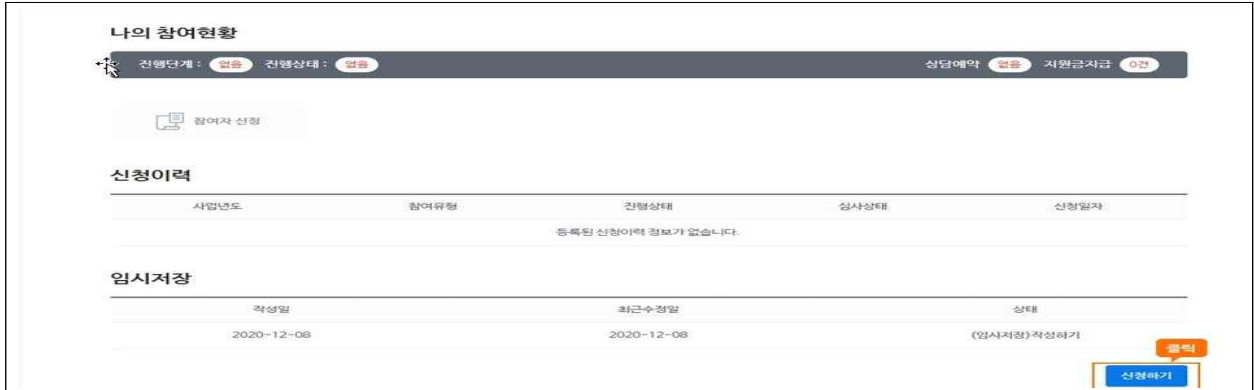 나의 참여현황
진행단계 : 없음 진행상태 : 없음 상담예약 없음 지원금지급 0건
참여자 신청
신청이력
사업년도 참여유형 진행상태 심사상태 신청일자
등록된 신청이력 정보가 없습니다.
임시저장
작성일 최근수정일 상태
2020-12-08 2020-12-08 (임시저장)작성하기
클릭
신청하기